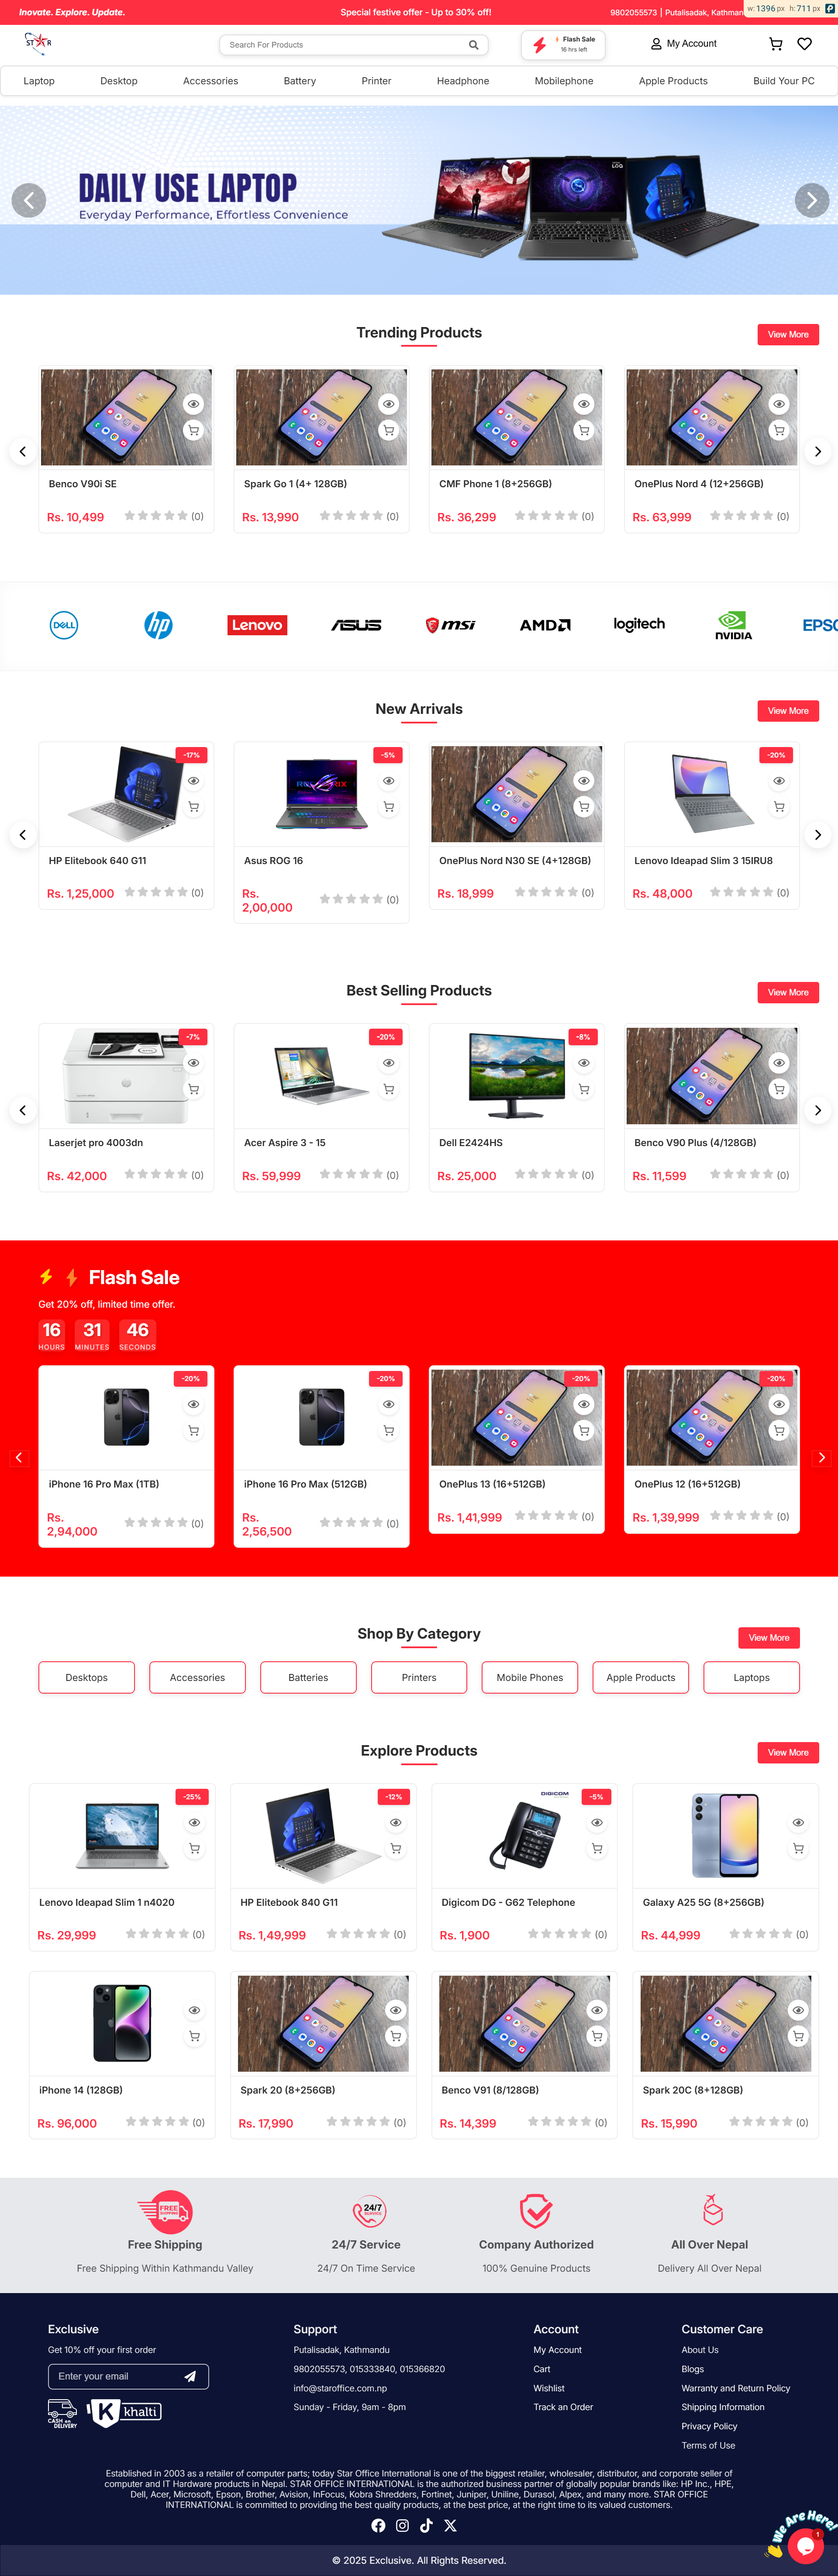 Inovate. Explore. Update.
Special festive offer - Up to 30% off!
9802055573 | Putalisadak, Kathman
w: 1396 px h: 711 px
STAR
Search For Products
Flash Sale
16 hrs left
My Account
Laptop Desktop Accessories Battery Printer Headphone Mobilephone Apple Products Build Your PC
DAILY USE LAPTOP
Everyday Performance, Effortless Convenience
LEGION
LOQ
Trending Products
View More
Benco V90i SE
Rs. 10,499 (0)
Spark Go 1 (4+ 128GB)
Rs. 13,990 (0)
CMF Phone 1 (8+256GB)
Rs. 36,299 (0)
OnePlus Nord 4 (12+256GB)
Rs. 63,999 (0)
DELL hp Lenovo ASUS msi AMD logitech NVIDIA EPSO
New Arrivals
View More
-17%
HP Elitebook 640 G11
Rs. 1,25,000 (0)
-5%
Asus ROG 16
Rs.
2,00,000 (0)
OnePlus Nord N30 SE (4+128GB)
Rs. 18,999 (0)
-20%
Lenovo Ideapad Slim 3 15IRU8
Rs. 48,000 (0)
Best Selling Products
View More
-7%
Laserjet pro 4003dn
Rs. 42,000 (0)
-20%
Acer Aspire 3 - 15
Rs. 59,999 (0)
-8%
Dell E2424HS
Rs. 25,000 (0)
Benco V90 Plus (4/128GB)
Rs. 11,599 (0)
Flash Sale
Get 20% off, limited time offer.
16 31 46
HOURS MINUTES SECONDS
-20%
iPhone 16 Pro Max (1TB)
Rs.
2,94,000 (0)
-20%
iPhone 16 Pro Max (512GB)
Rs.
2,56,500 (0)
-20%
OnePlus 13 (16+512GB)
Rs. 1,41,999 (0)
-20%
OnePlus 12 (16+512GB)
Rs. 1,39,999 (0)
Shop By Category
View More
Desktops Accessories Batteries Printers Mobile Phones Apple Products Laptops
Explore Products
View More
-25%
Lenovo Ideapad Slim 1 n4020
Rs. 29,999 (0)
-12%
HP Elitebook 840 G11
Rs. 1,49,999 (0)
DIGICOM
-5%
Digicom DG - G62 Telephone
Rs. 1,900 (0)
Galaxy A25 5G (8+256GB)
Rs. 44,999 (0)
iPhone 14 (128GB)
Rs. 96,000 (0)
Spark 20 (8+256GB)
Rs. 17,990 (0)
Benco V91 (8/128GB)
Rs. 14,399 (0)
Spark 20C (8+128GB)
Rs. 15,990 (0)
FREE
24/7
SERVICE
Free Shipping
Free Shipping Within Kathmandu Valley
24/7 Service
24/7 On Time Service
Company Authorized
100% Genuine Products
All Over Nepal
Delivery All Over Nepal
Exclusive
Get 10% off your first order
Enter your email
CASH on
DELIVERY
K khalti
Support
Putalisadak, Kathmandu
9802055573, 015333840, 015366820
info@staroffice.com.np
Sunday - Friday, 9am - 8pm
Account
My Account
Cart
Wishlist
Track an Order
Customer Care
About Us
Blogs
Warranty and Return Policy
Shipping Information
Privacy Policy
Terms of Use
Established in 2003 as a retailer of computer parts; today Star Office International is one of the biggest retailer, wholesaler, distributor, and corporate seller of
computer and IT Hardware products in Nepal. STAR OFFICE INTERNATIONAL is the authorized business partner of globally popular brands like: HP Inc., HPE,
Dell, Acer, Microsoft, Epson, Brother, Avision, InFocus, Kobra Shredders, Fortinet, Juniper, Uniline, Durasol, Alpex, and many more. STAR OFFICE
INTERNATIONAL is committed to providing the best quality products, at the best price, at the right time to its valued customers.
We Are Here!
1
© 2025 Exclusive. All Rights Reserved.